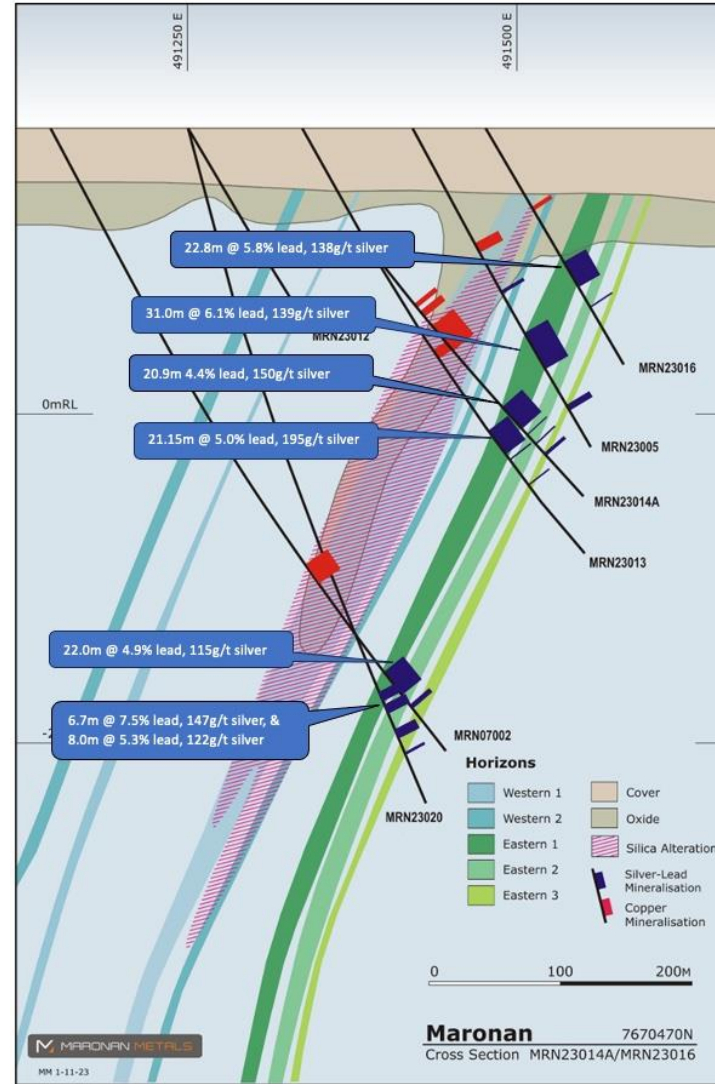 491250 E
491500 E
22.8m @ 5.8% lead, 138g/t silver
31.0m @ 6.1% lead, 139g/t silver
MRN23012
20.9m 4.4% lead, 150g/t silver
MRN23016
0mRL
21.15m @ 5.0% lead, 195g/t silver
MRN23005
MRN23014A
MRN23013
22.0m @ 4.9% lead, 115g/t silver
6.7m @ 7.5% lead, 147g/t silver, &
8.0m @ 5.3% lead, 122g/t silver
MRN07002
MRN23020
Horizons
Western 1
Western 2
Eastern 1
Eastern 2
Eastern 3
Cover
Oxide
Silica Alteration
Silver-Lead
Mineralisation
Copper
Mineralisation
0 100 200M
Maronan 7670470N
Cross Section MRN23014A/MRN23016
MARONAN METALS
MM 1-11-23